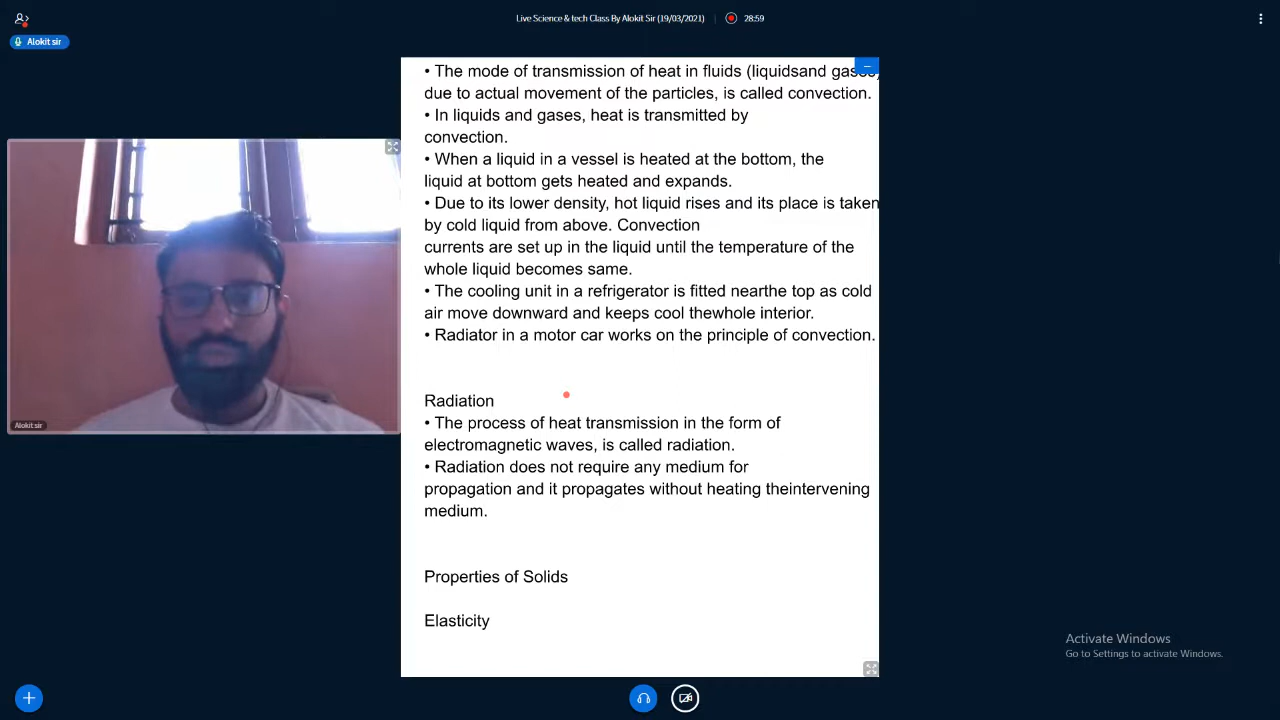 Live Science & tech Class By Alokit Sir (19/03/2021)
28:59
Alokit sir
• The mode of transmission of heat in fluids (liquidsand gases)
due to actual movement of the particles, is called convection.
• In liquids and gases, heat is transmitted by
convection.
• When a liquid in a vessel is heated at the bottom, the
liquid at bottom gets heated and expands.
• Due to its lower density, hot liquid rises and its place is taken
by cold liquid from above. Convection
currents are set up in the liquid until the temperature of the
whole liquid becomes same.
• The cooling unit in a refrigerator is fitted nearthe top as cold
air move downward and keeps cool thewhole interior.
• Radiator in a motor car works on the principle of convection.
Alokit sir
Radiation
• The process of heat transmission in the form of
electromagnetic waves, is called radiation.
• Radiation does not require any medium for
propagation and it propagates without heating theintervening
medium.
Properties of Solids
Elasticity
Activate Windows
Go to Settings to activate Windows.